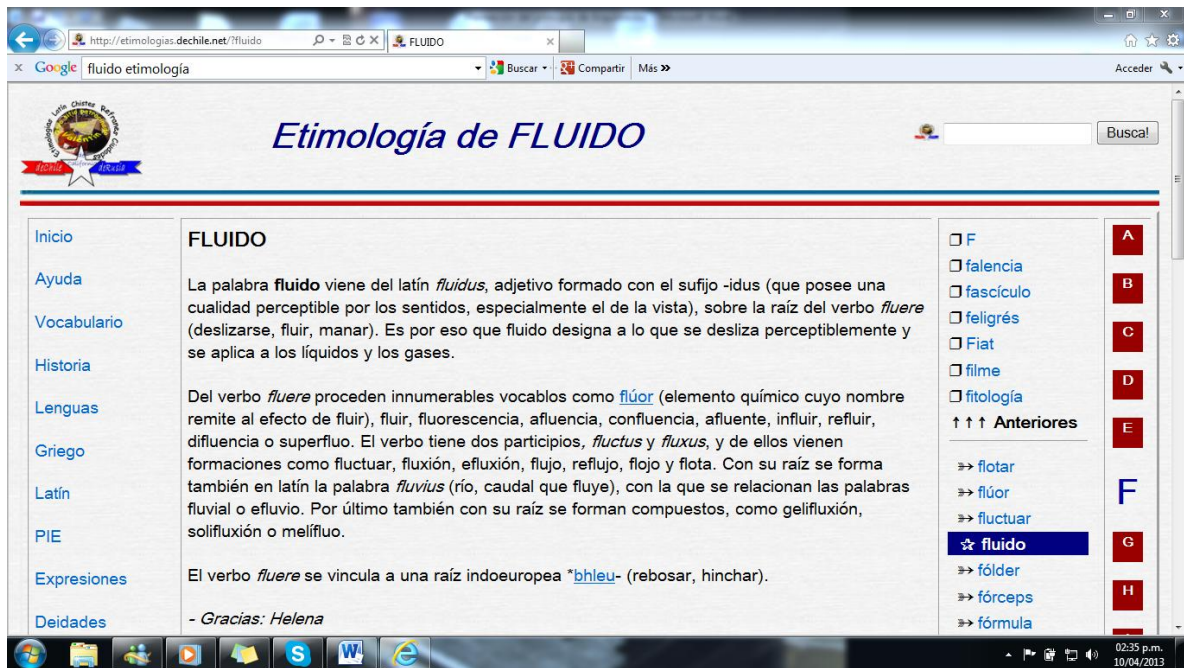 http://etimologias.dechile.net/?fluido
FLUIDO
Google fluido etimología
Buscar
Compartir
Más »
Acceder
Etimología de FLUIDO
Busca!
deChile
deRusia
Inicio
Ayuda
Vocabulario
Historia
Lenguas
Griego
Latín
PIE
Expresiones
Deidades
FLUIDO
La palabra fluido viene del latín fluidus, adjetivo formado con el sufijo -idus (que posee una
cualidad perceptible por los sentidos, especialmente el de la vista), sobre la raíz del verbo fluere
(deslizarse, fluir, manar). Es por eso que fluido designa a lo que se desliza perceptiblemente y
se aplica a los líquidos y los gases.
Del verbo fluere proceden innumerables vocablos como flúor (elemento químico cuyo nombre
remite al efecto de fluir), fluir, fluorescencia, afluencia, confluencia, afluente, influir, refluir,
difluencia o superfluo. El verbo tiene dos participios, fluctus y fluxus, y de ellos vienen
formaciones como fluctuar, fluxión, efluxión, flujo, reflujo, flojo y flota. Con su raíz se forma
también en latín la palabra fluvius (río, caudal que fluye), con la que se relacionan las palabras
fluvial o efluvio. Por último también con su raíz se forman compuestos, como gelifluxión,
solifluxión o melífluo.
El verbo fluere se vincula a una raíz indoeuropea *bhleu- (rebosar, hinchar).
- Gracias: Helena
F
falencia
fascículo
feligrés
Fiat
filme
fitología
↑↑↑ Anteriores
flotar
flúor
fluctuar
fluido
fólder
fórceps
fórmula
A
B
C
D
E
F
G
H
02:35 p.m.
10/04/2013